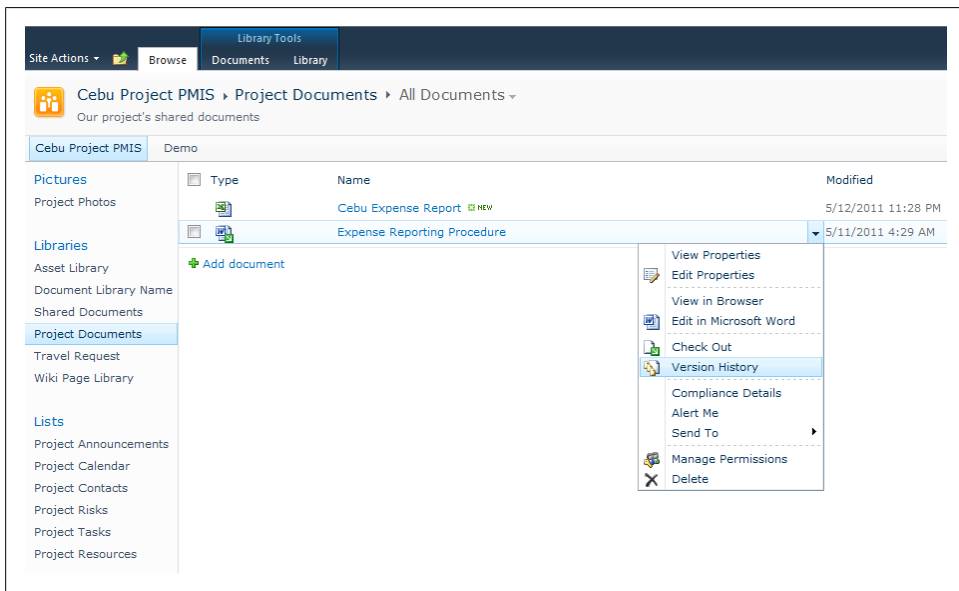 Library Tools
Site Actions Browse Documents Library
Cebu Project PMIS Project Documents All Documents
Our project's shared documents
Cebu Project PMIS Demo
Pictures
Project Photos
Libraries
Asset Library
Document Library Name
Shared Documents
Project Documents
Travel Request
Wiki Page Library
Lists
Project Announcements
Project Calendar
Project Contacts
Project Risks
Project Tasks
Project Resources
Type Name Modified
Cebu Expense Report NEW 5/12/2011 11:28 PM
Expense Reporting Procedure 5/11/2011 4:29 AM
Add document
View Properties
Edit Properties
View in Browser
Edit in Microsoft Word
Check Out
Version History
Compliance Details
Alert Me
Send To
Manage Permissions
Delete